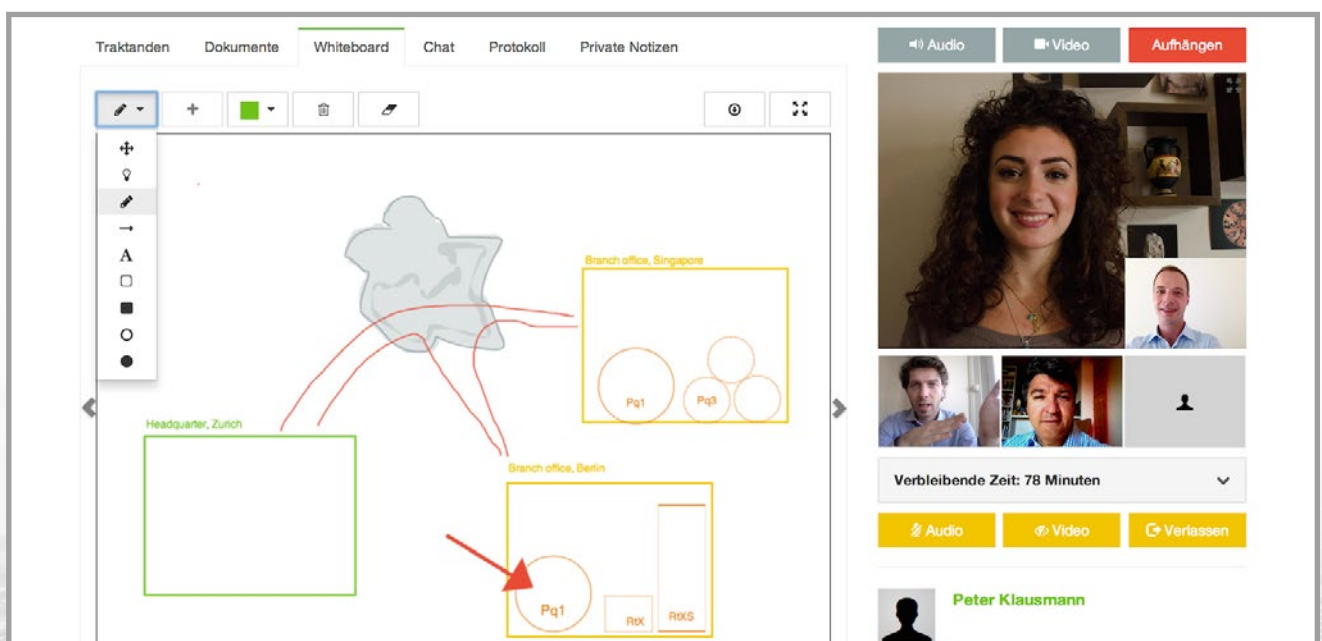 Traktanden Dokumente Whiteboard Chat Protokoll Private Notizen
Audio Video Aufhängen
A
Branch office, Singapore
Pq1 Pq3
Headquarter, Zurich
Branch office, Berlin
Pq1 RtX RtXS
Verbleibende Zeit: 78 Minuten
Audio Video Verlassen
Peter Klausmann